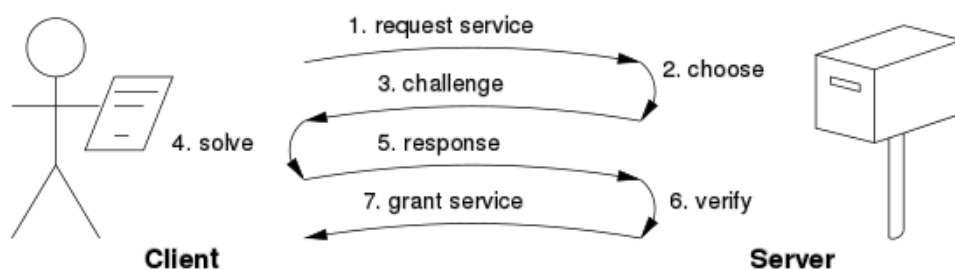 1. request service
2. choose
3. challenge
4. solve
5. response
6. verify
7. grant service
Client
Server